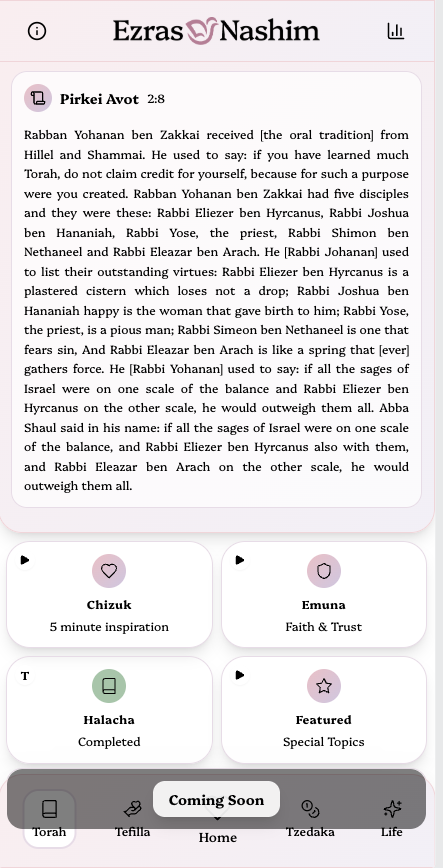 Ezras Nashim
Pirkei Avot 2:8
Rabban Yohanan ben Zakkai received [the oral tradition] from
Hillel and Shammai. He used to say: if you have learned much
Torah, do not claim credit for yourself, because for such a purpose
were you created. Rabban Yohanan ben Zakkai had five disciples
and they were these: Rabbi Eliezer ben Hyrcanus, Rabbi Joshua
ben Hananiah, Rabbi Yose, the priest, Rabbi Shimon ben
Nethaneel and Rabbi Eleazar ben Arach. He [Rabbi Johanan] used
to list their outstanding virtues: Rabbi Eliezer ben Hyrcanus is a
plastered cistern which loses not a drop; Rabbi Joshua ben
Hananiah happy is the woman that gave birth to him; Rabbi Yose,
the priest, is a pious man; Rabbi Simeon ben Nethaneel is one that
fears sin, And Rabbi Eleazar ben Arach is like a spring that [ever]
gathers force. He [Rabbi Yohanan] used to say: if all the sages of
Israel were on one scale of the balance and Rabbi Eliezer ben
Hyrcanus on the other scale, he would outweigh them all. Abba
Shaul said in his name: if all the sages of Israel were on one scale
of the balance, and Rabbi Eliezer ben Hyrcanus also with them,
and Rabbi Eleazar ben Arach on the other scale, he would
outweigh them all.
Chizuk
5 minute inspiration
Emuna
Faith & Trust
T
Halacha
Completed
Featured
Special Topics
Coming Soon
Torah
Tefilla
Home
Tzedaka
Life